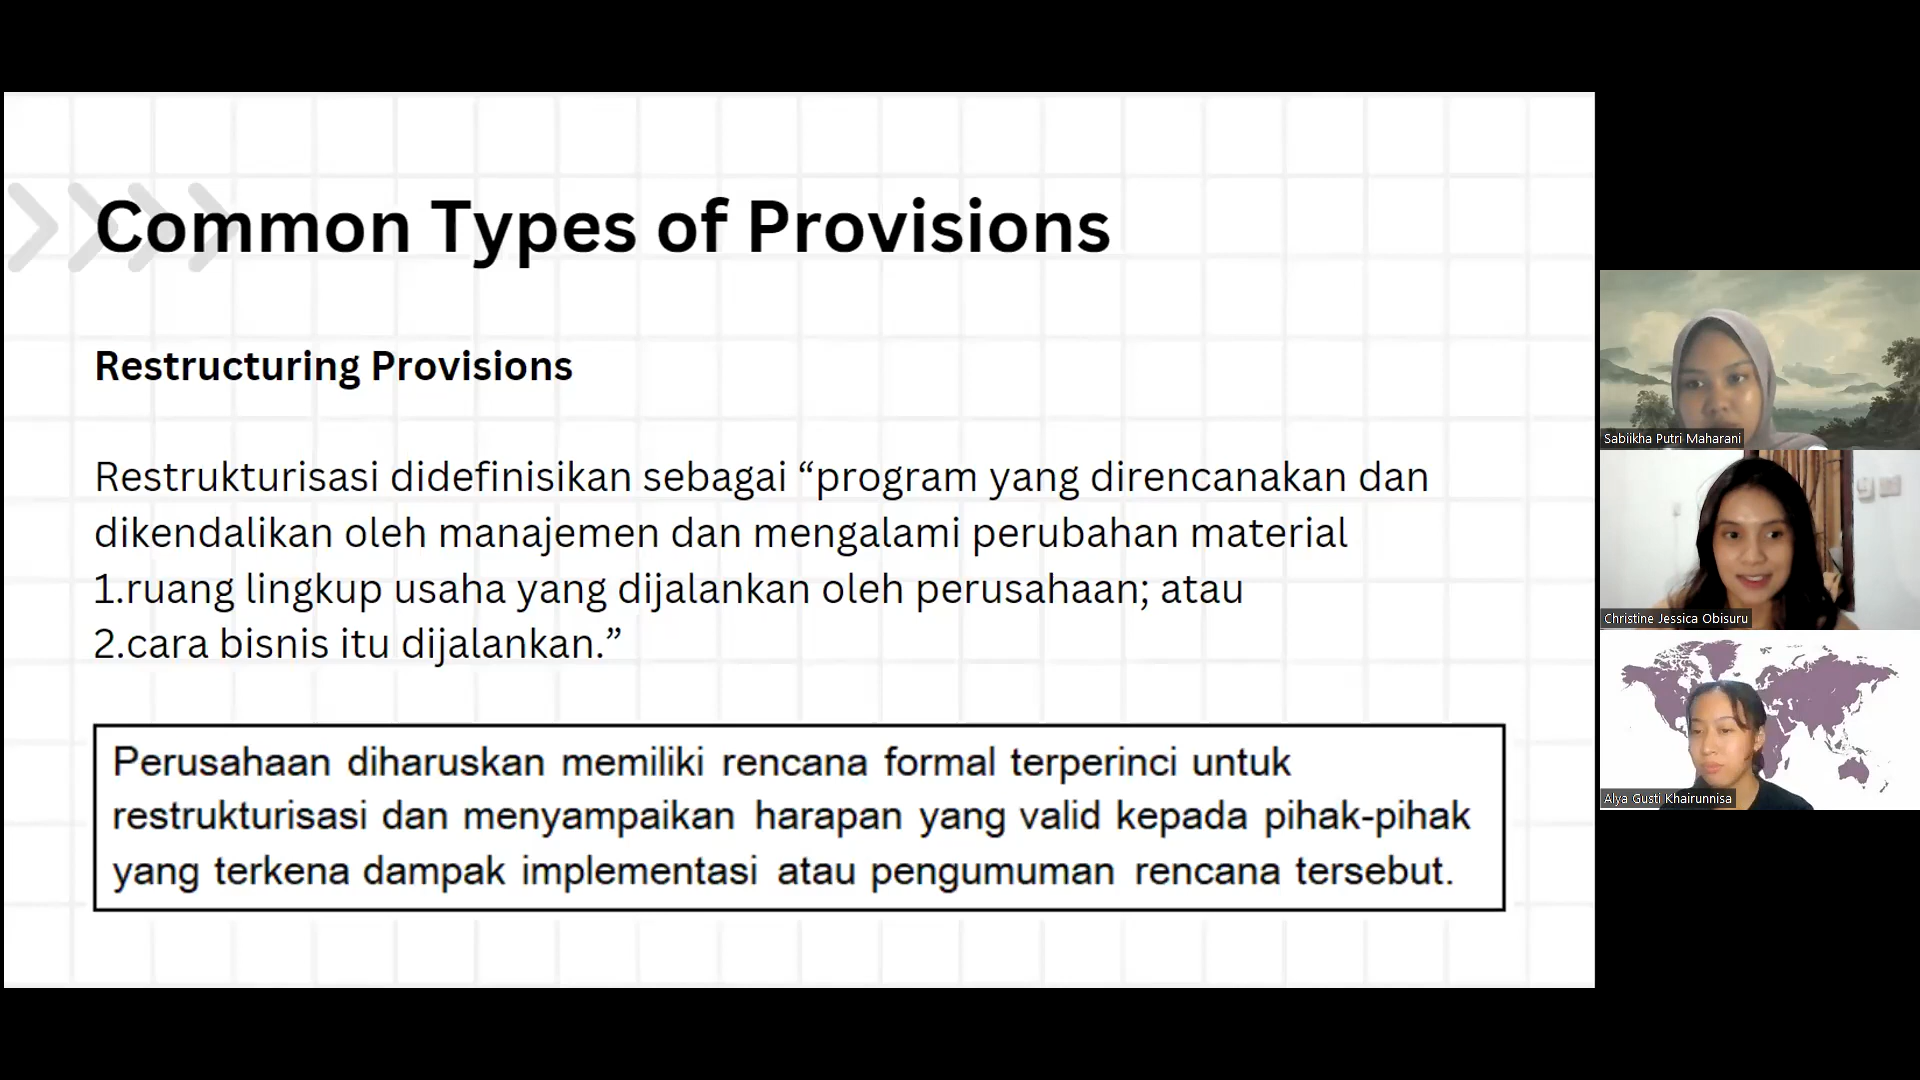 Common Types of Provisions
Restructuring Provisions
Restrukturisasi didefinisikan sebagai “program yang direncanakan dan
dikendalikan oleh manajemen dan mengalami perubahan material
1.ruang lingkup usaha yang dijalankan oleh perusahaan; atau
2.cara bisnis itu dijalankan.”
Perusahaan diharuskan memiliki rencana formal terperinci untuk
restrukturisasi dan menyampaikan harapan yang valid kepada pihak-pihak
yang terkena dampak implementasi atau pengumuman rencana tersebut.
Sabiikha Putri Maharani
Christine Jessica Obisuru
Alya Gusti Khairunnisa